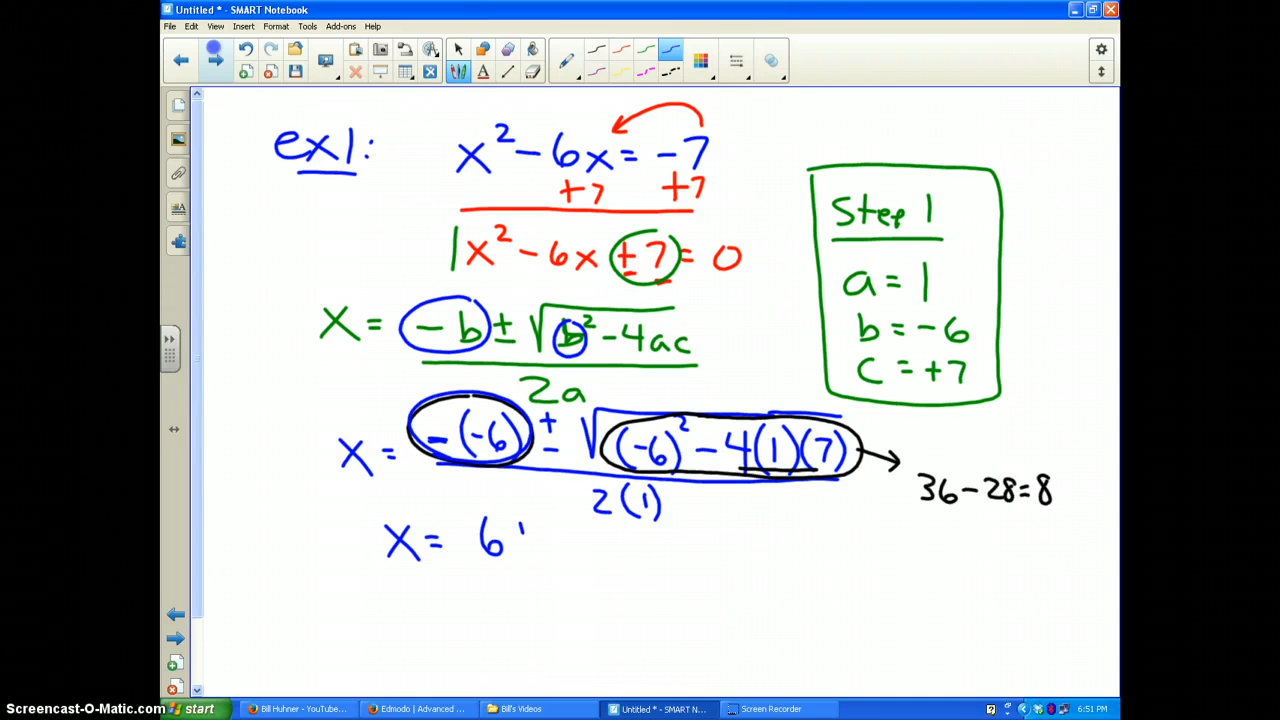 Untitled * - SMART Notebook
File Edit View Insert Format Tools Add-ons Help
ex1: x² - 6x = -7
+7 +7
1x² - 6x + 7 = 0
Step 1
a = 1
b = -6
c = +7
x = -b ± √b² - 4ac
2a
x = -(-6) ± √(-6)² - 4(1)(7)
2(1)
36 - 28 = 8
x = 6
Screencast-O-Matic.com
start
Bill Huhner - YouTube...
Edmodo | Advanced ...
Bill's Videos
Untitled * - SMART N...
Screen Recorder
6:51 PM